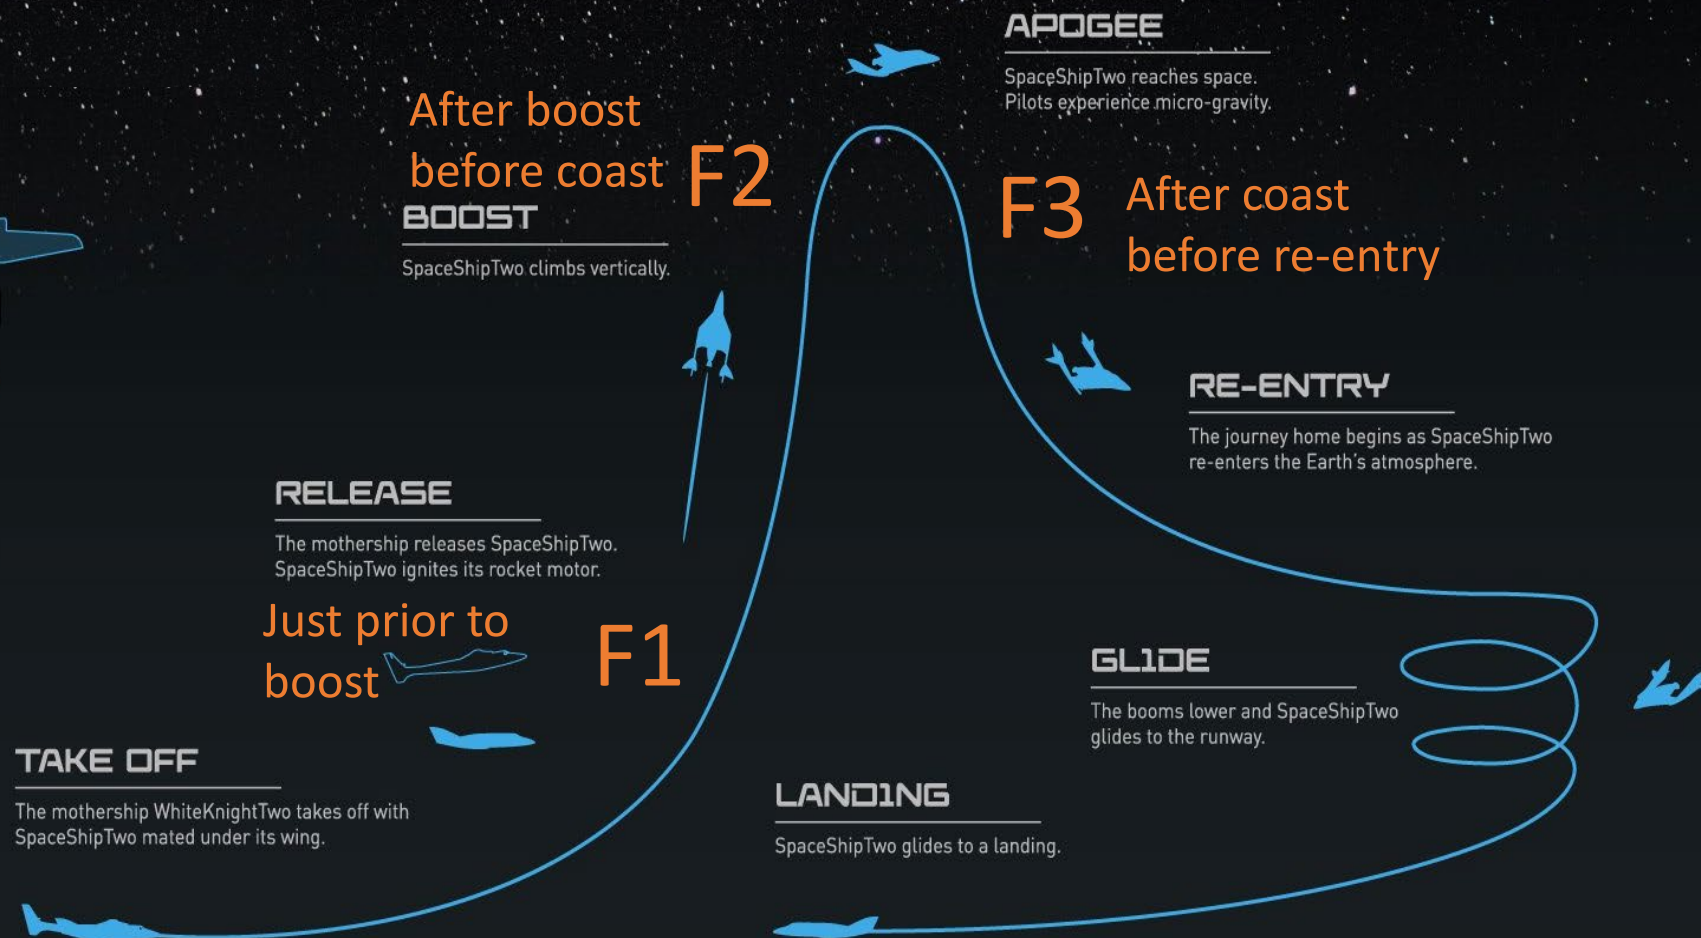 APOGEE
SpaceShipTwo reaches space.
Pilots experience micro-gravity.
After boost
before coast
F2
BOOST
SpaceShipTwo climbs vertically.
F3
After coast
before re-entry
RE-ENTRY
The journey home begins as SpaceShipTwo
re-enters the Earth's atmosphere.
RELEASE
The mothership releases SpaceShipTwo.
SpaceShipTwo ignites its rocket motor.
Just prior to
boost
F1
GL1DE
The booms lower and SpaceShipTwo
glides to the runway.
TAKE OFF
The mothership WhiteKnightTwo takes off with
SpaceShipTwo mated under its wing.
LAND1NG
SpaceShipTwo glides to a landing.